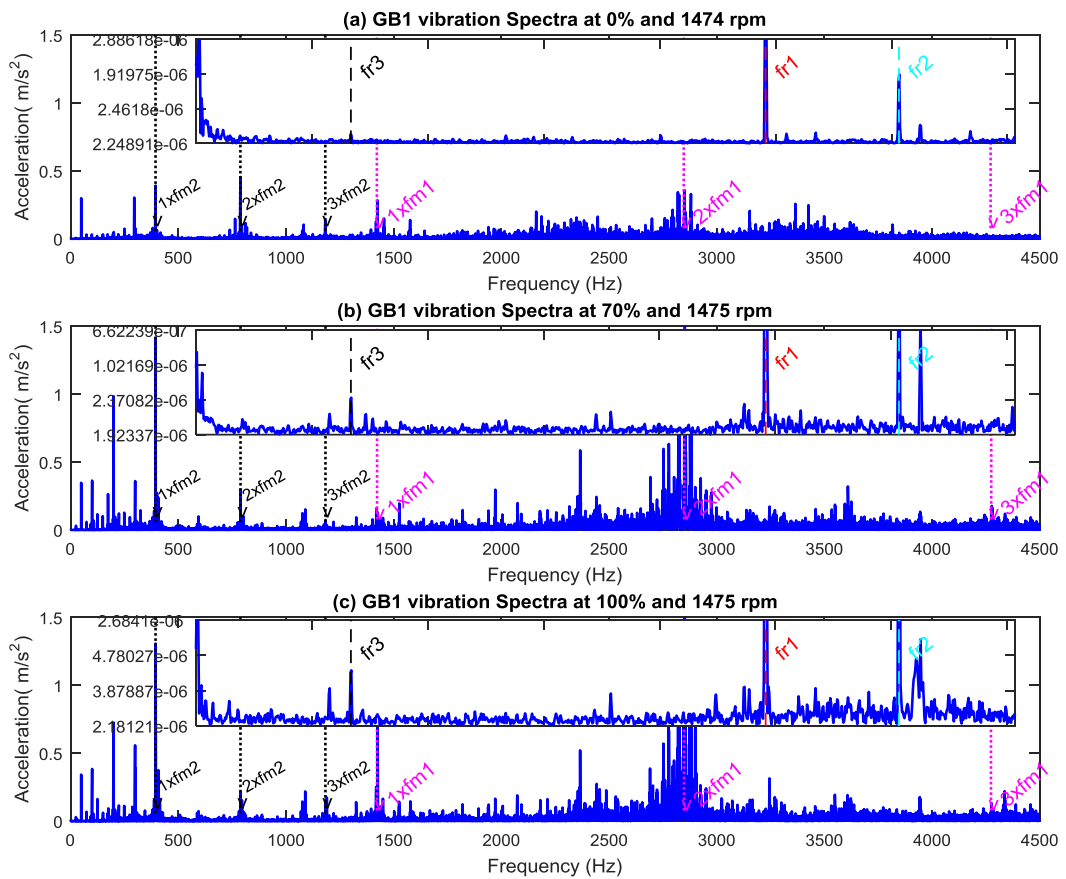 (a) GB1 vibration Spectra at 0% and 1474 rpm
Acceleration( m/s²)
1.5
1
0.5
0
2.88618e-06
1.91975e-06
2.4618e-06
2.24891e-06
fr3
fr1
fr2
1xfm2
2xfm2
3xfm2
1xfm1
2xfm1
3xfm1
0 500 1000 1500 2000 2500 3000 3500 4000 4500
Frequency (Hz)
(b) GB1 vibration Spectra at 70% and 1475 rpm
Acceleration( m/s²)
1.5
1
0.5
0
6.62239e-07
1.02169e-06
2.37082e-06
1.92337e-06
fr3
fr1
fr2
1xfm2
2xfm2
3xfm2
1xfm1
2xfm1
3xfm1
0 500 1000 1500 2000 2500 3000 3500 4000 4500
Frequency (Hz)
(c) GB1 vibration Spectra at 100% and 1475 rpm
Acceleration( m/s²)
1.5
1
0.5
0
2.6841e-06
4.78027e-06
3.87887e-06
2.18121e-06
fr3
fr1
fr2
1xfm2
2xfm2
3xfm2
1xfm1
2xfm1
3xfm1
0 500 1000 1500 2000 2500 3000 3500 4000 4500
Frequency (Hz)